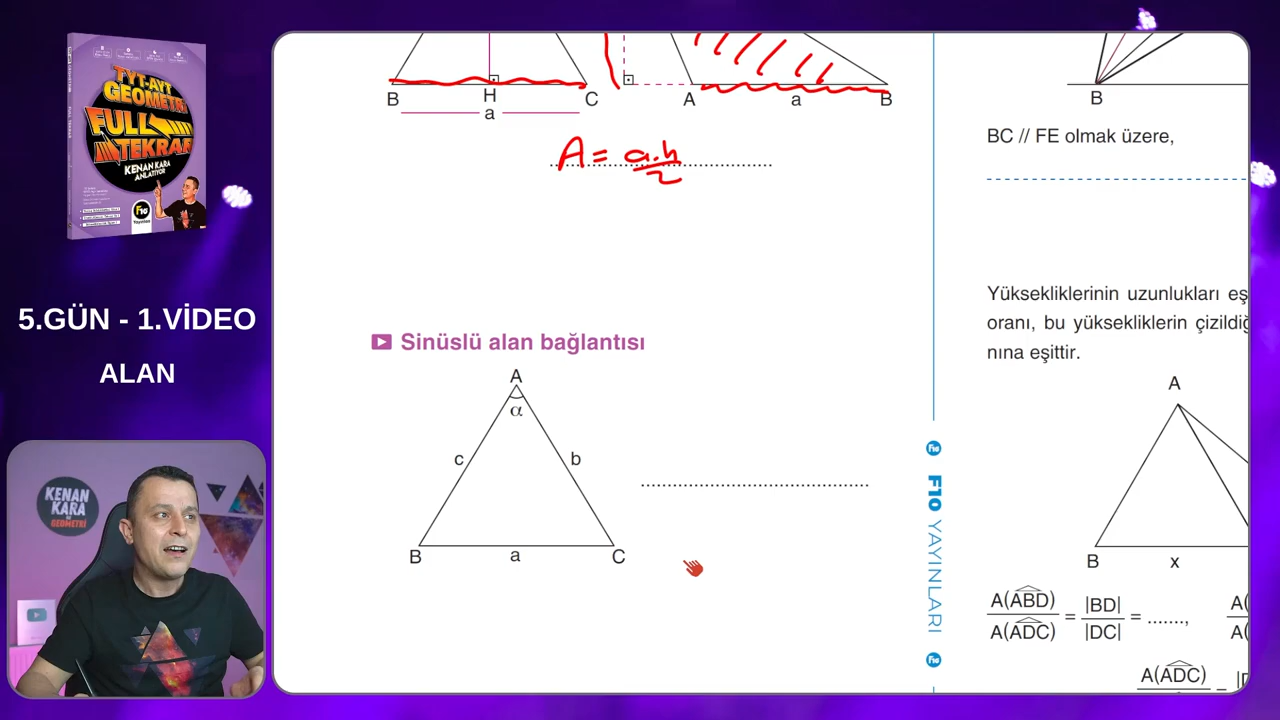 TYT-AYT
GEOMETRİ
FULL
TEKRAR
KENAN KARA
ANLATIYOR
F10
5.GÜN - 1.VİDEO
ALAN
KENAN
KARA
ile
GEOMETRİ
B H C A a B
a
A = a.h
2
Sinüslü alan bağlantısı
A
α
c b
B a C
F10 YAYINLARI
B
BC // FE olmak üzere,
Yüksekliklerinin uzunlukları eş
oranı, bu yüksekliklerin çizildiğ
nına eşittir.
A
B x
A(ABD) |BD|
= = ......., A(
A(ADC) |DC| A(
A(ADC)